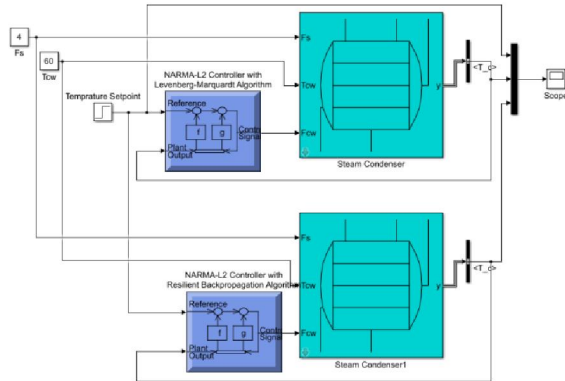 4
Fs
60
Tcw
Temprature Setpoint
NARMA-L2 Controller with
Levenberg-Marquardt Algorithm
Reference
f
g
Plant
Output
Contr
Signal
Fs
Tcw
Fcw
y
Steam Condenser
<T_c>
Scope
NARMA-L2 Controller with
Resilient Backpropagation Algorithm
Reference
f
g
Plant
Output
Contr
Signal
Fs
Tcw
Fcw
y
Steam Condenser1
<T_c>